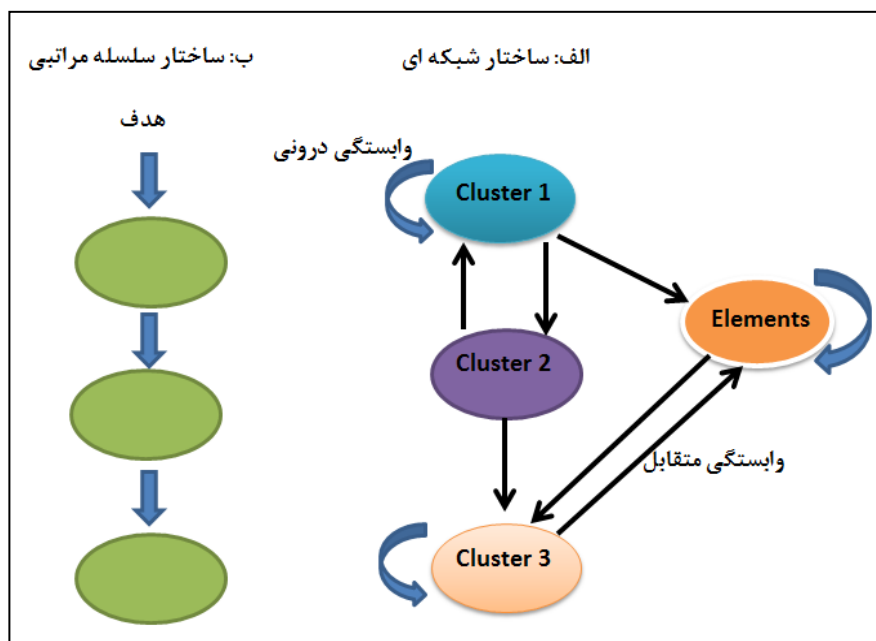 الف: ساختار شبکه ای
ب: ساختار سلسله مراتبی
هدف
وابستگی درونی
Cluster 1
Elements
Cluster 2
وابستگی متقابل
Cluster 3